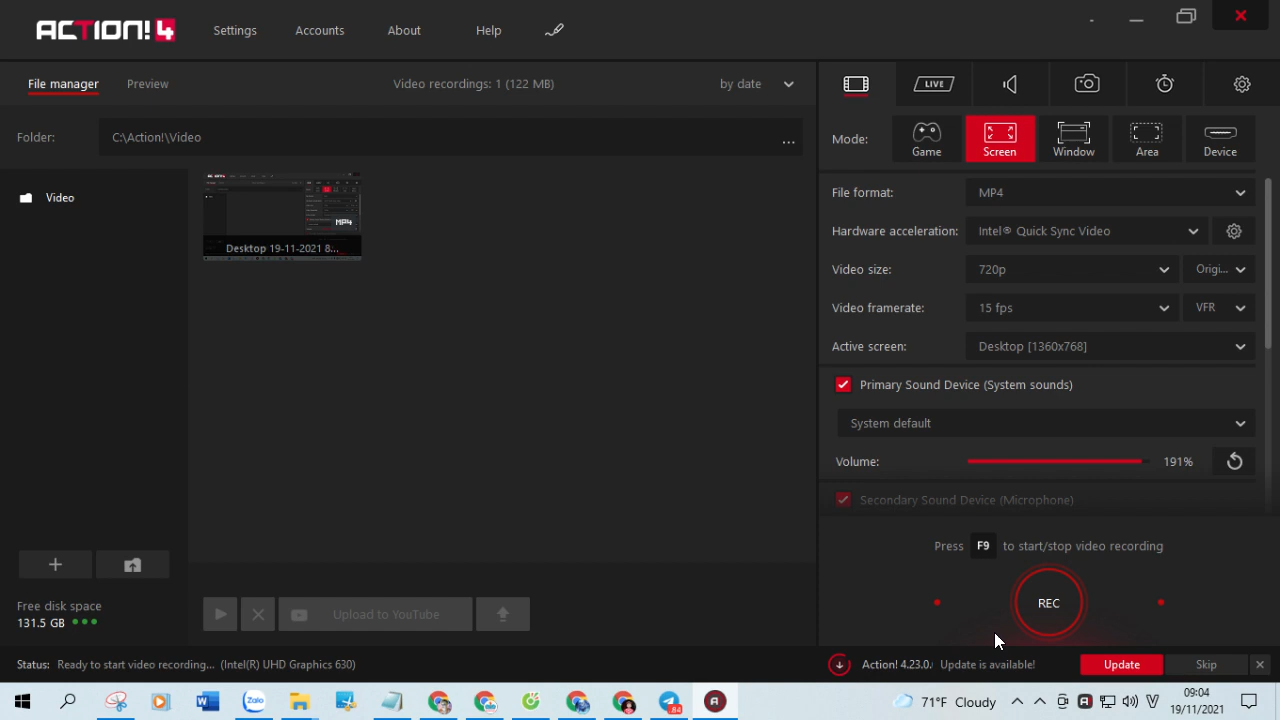 ACTION! 4
Settings
Accounts
About
Help
File manager
Preview
Video recordings: 1 (122 MB)
by date
LIVE
Folder:
C:\Action!\Video
...
Mode:
Game
Screen
Window
Area
Device
Video
MP4
Desktop 19-11-2021 8...
File format:
MP4
Hardware acceleration:
Intel® Quick Sync Video
Video size:
720p
Origi...
Video framerate:
15 fps
VFR
Active screen:
Desktop [1360x768]
Primary Sound Device (System sounds)
System default
Volume:
191%
Secondary Sound Device (Microphone)
Press F9 to start/stop video recording
REC
Free disk space
131.5 GB
Upload to YouTube
Status: Ready to start video recording... (Intel(R) UHD Graphics 630)
Action! 4.23.0. Update is available!
Update
Skip
W
Zalo
84
A
71°F Cloudy
A
V
09:04
19/11/2021